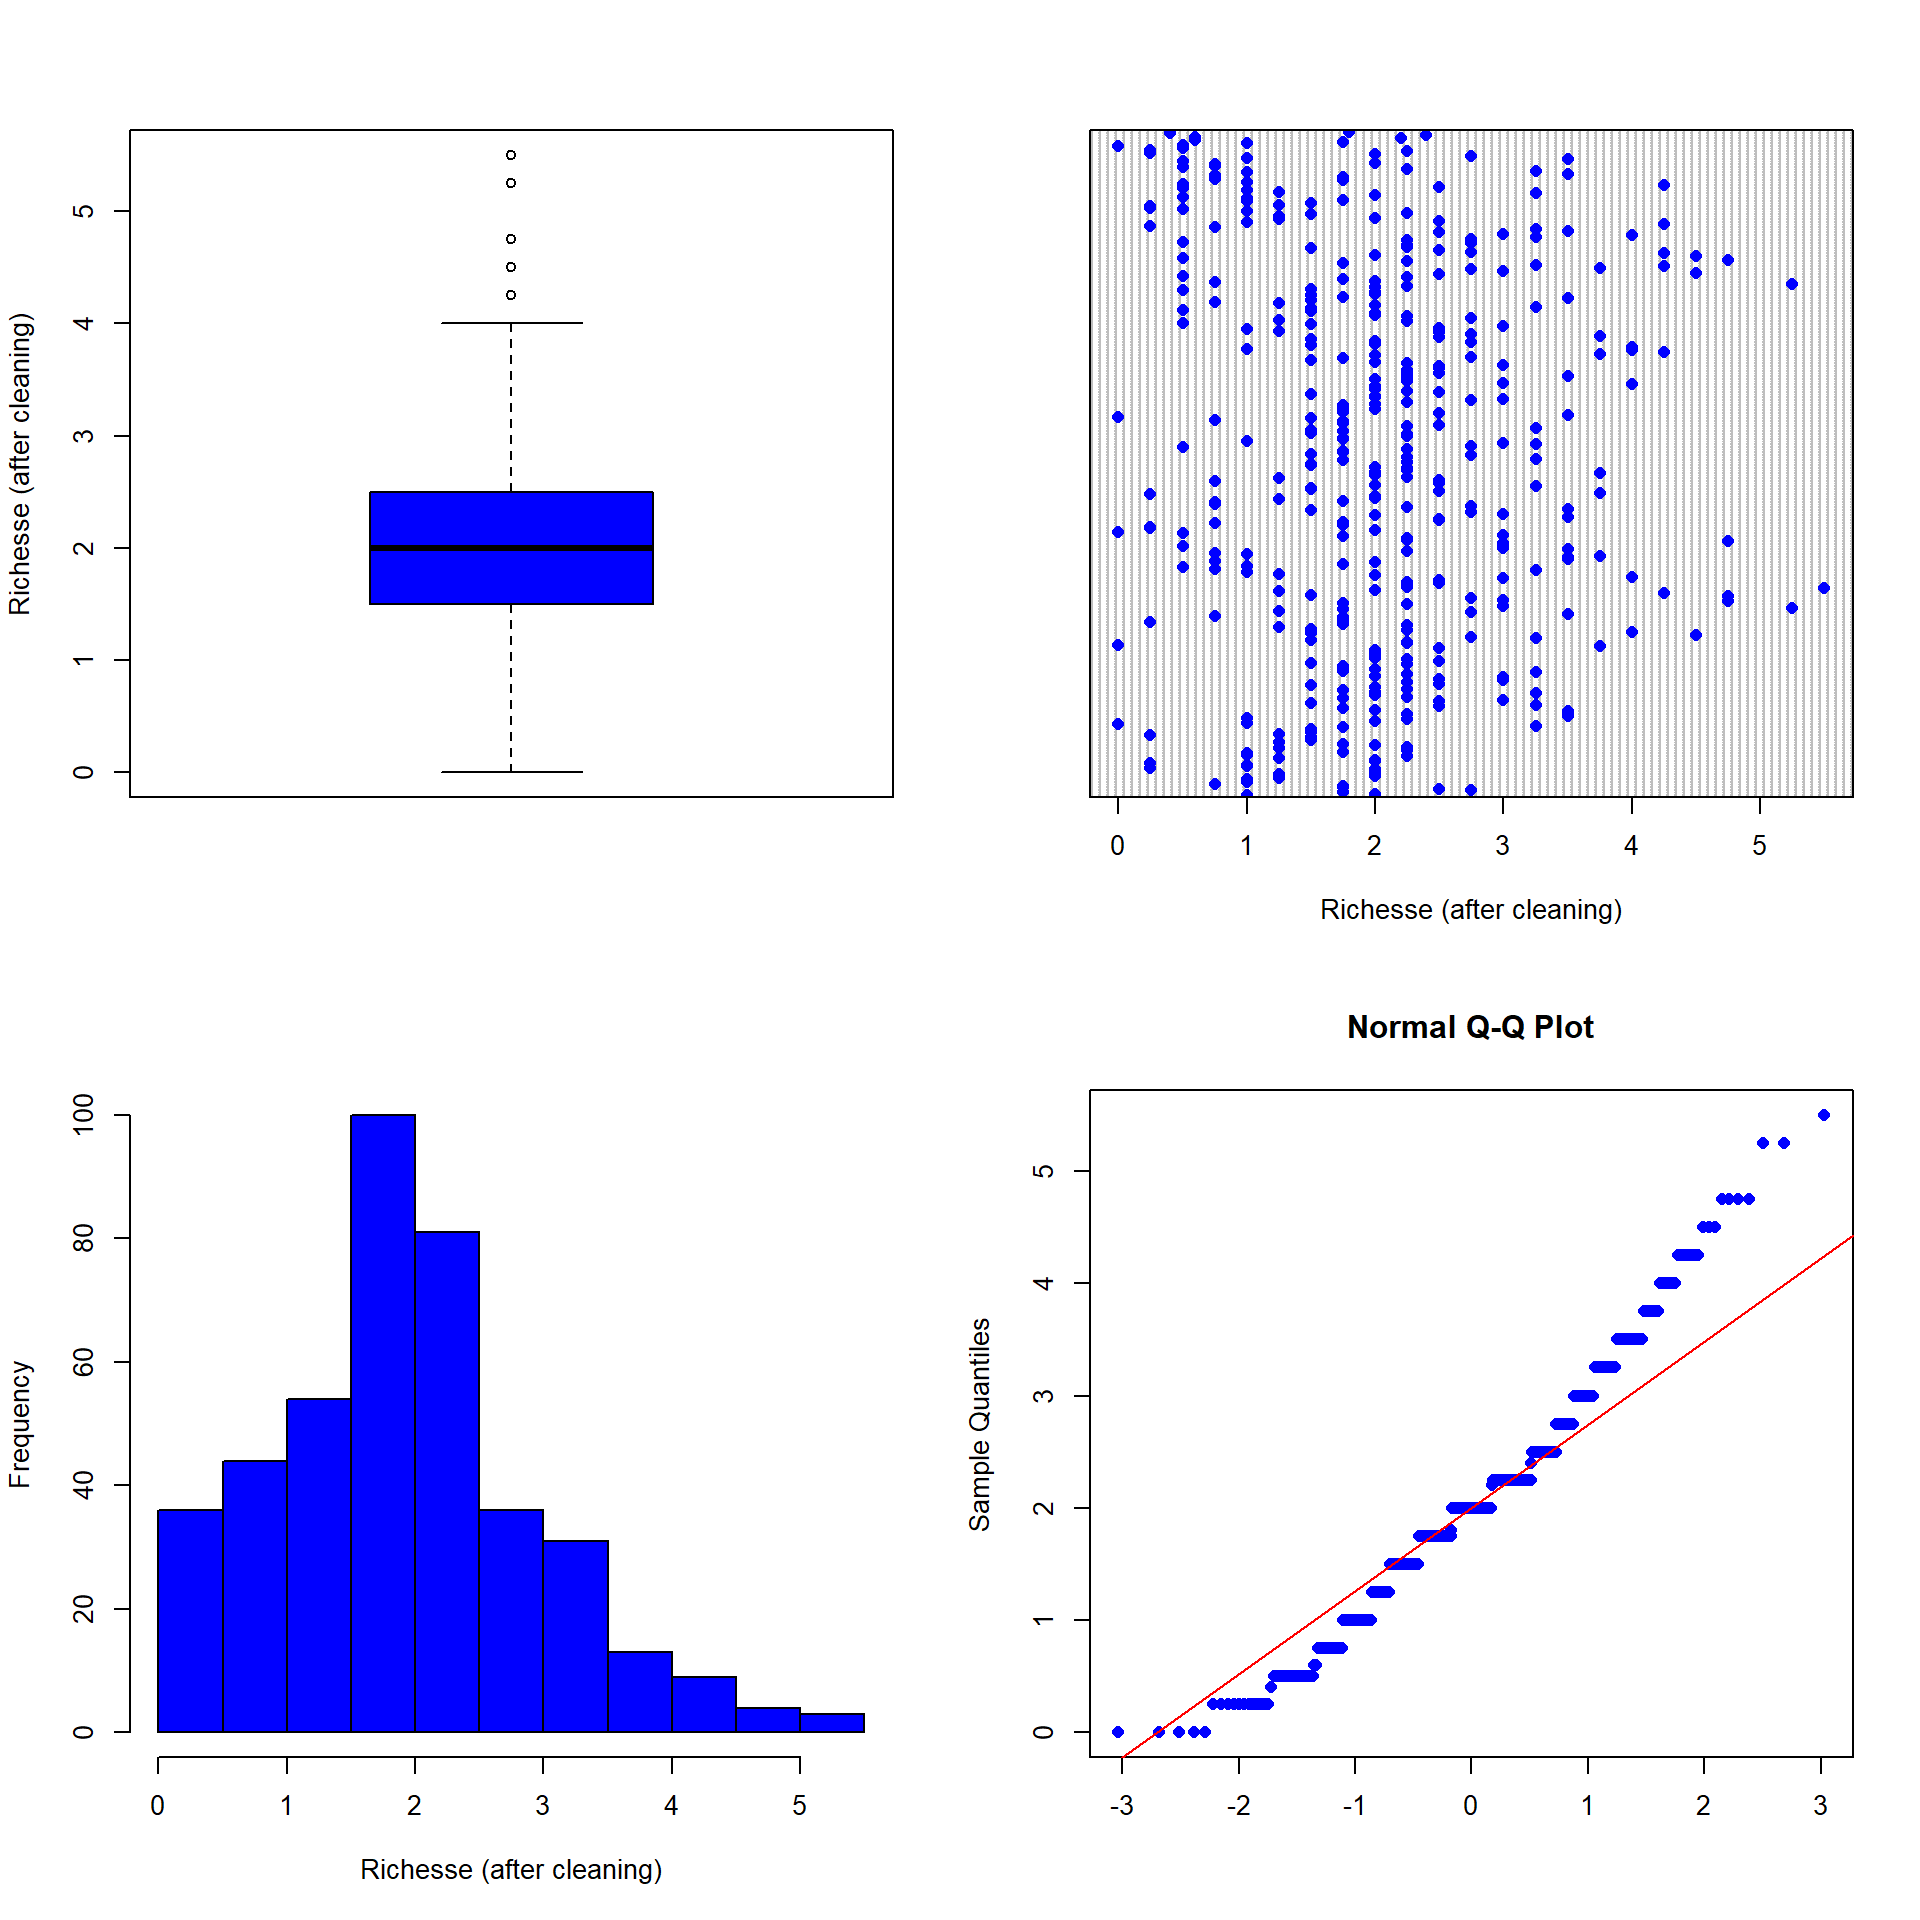 Richesse (after cleaning)
0 1 2 3 4 5
0 1 2 3 4 5
Richesse (after cleaning)
Frequency
0 20 40 60 80 100
0 1 2 3 4 5
Richesse (after cleaning)
Normal Q-Q Plot
Sample Quantiles
0 1 2 3 4 5
-3 -2 -1 0 1 2 3